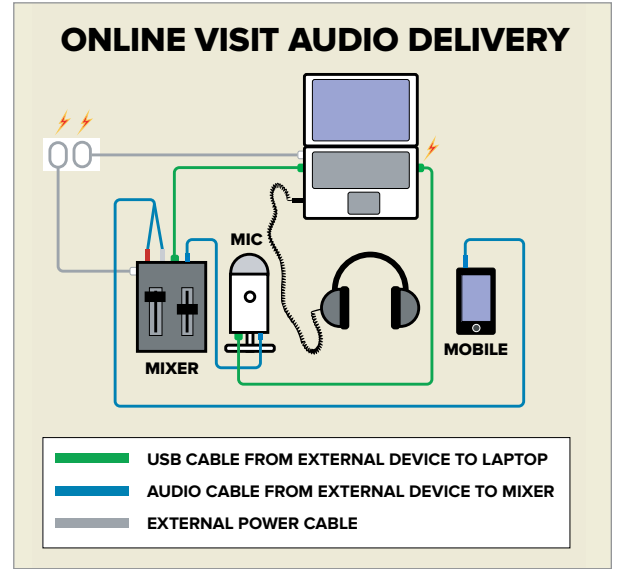 ONLINE VISIT AUDIO DELIVERY
MIC
MIXER
MOBILE
USB CABLE FROM EXTERNAL DEVICE TO LAPTOP
AUDIO CABLE FROM EXTERNAL DEVICE TO MIXER
EXTERNAL POWER CABLE